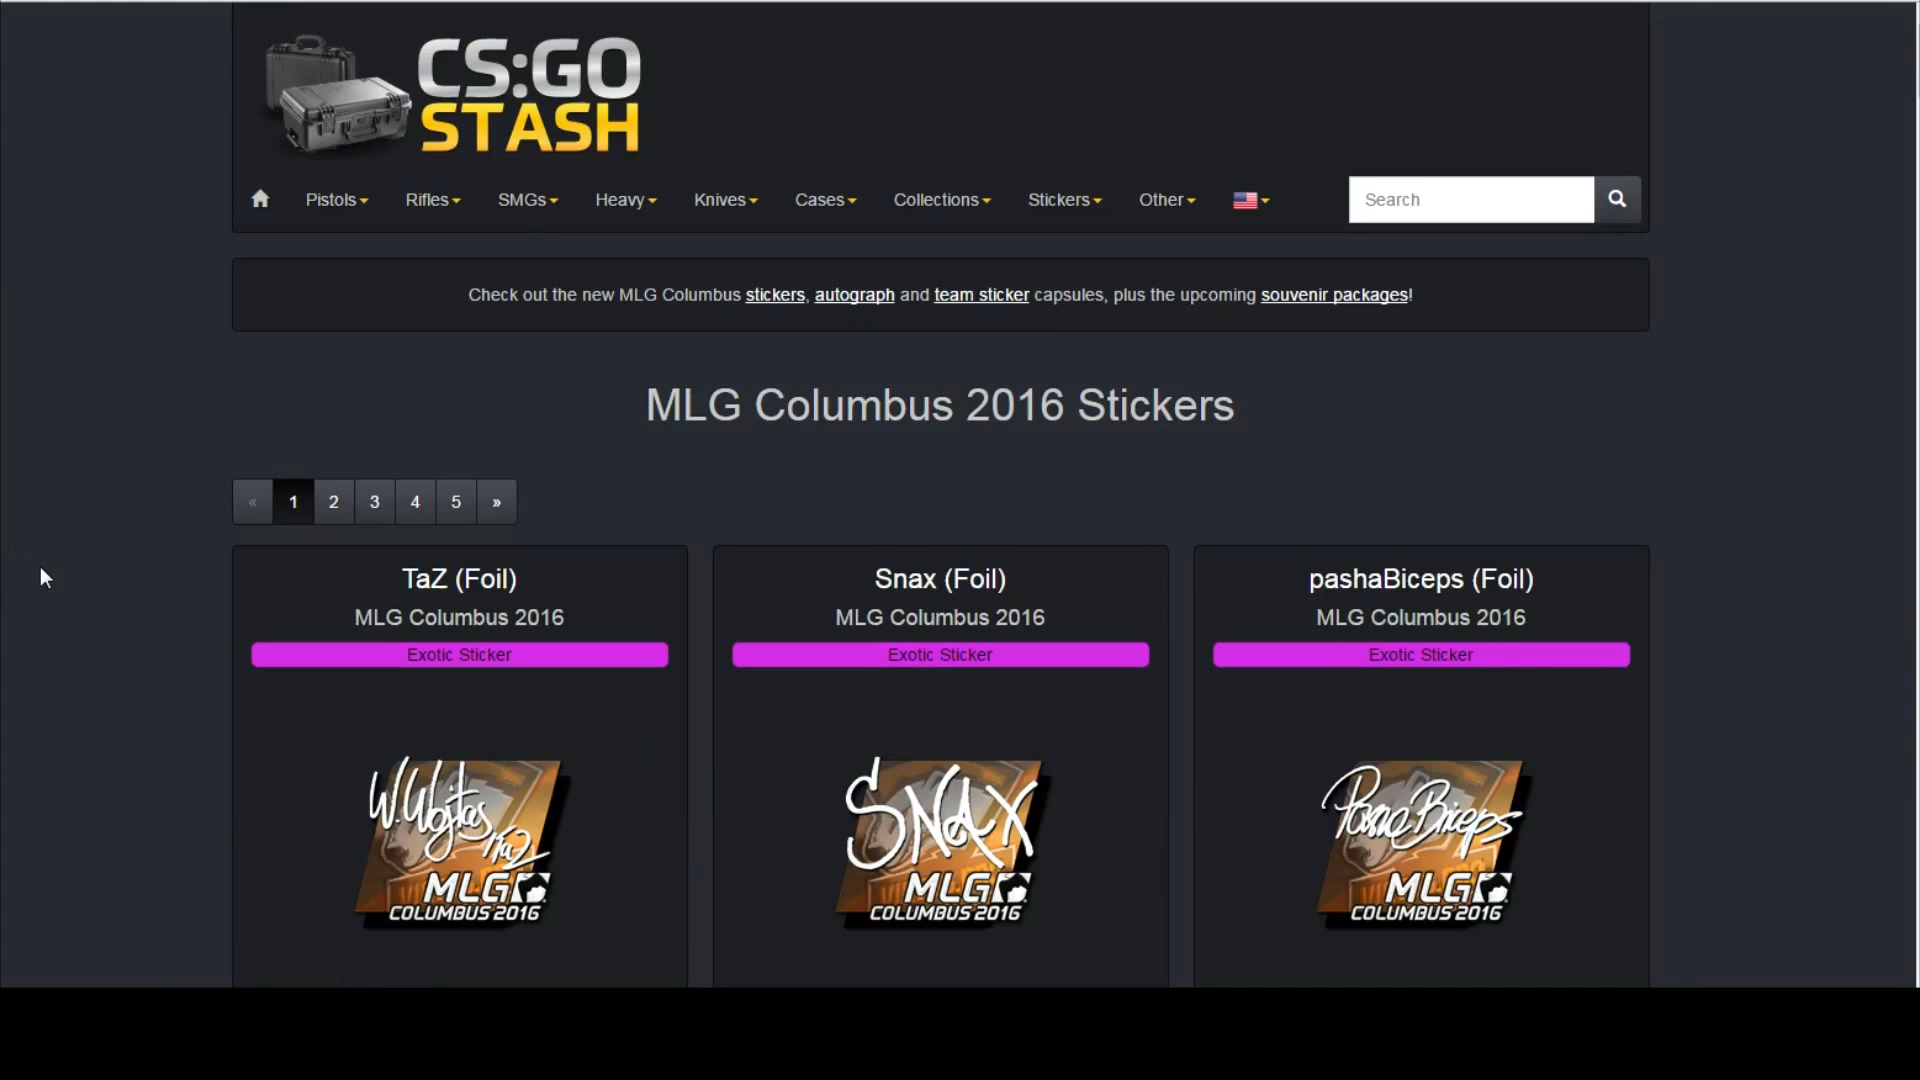 CS:GO
STASH
Pistols Rifles SMGs Heavy Knives Cases Collections Stickers Other Search
Check out the new MLG Columbus stickers, autograph and team sticker capsules, plus the upcoming souvenir packages!
MLG Columbus 2016 Stickers
« 1 2 3 4 5 »
TaZ (Foil)
MLG Columbus 2016
Exotic Sticker
W.Wojtas
TaZ
MLG
COLUMBUS 2016
Snax (Foil)
MLG Columbus 2016
Exotic Sticker
SNAX
MLG
COLUMBUS 2016
pashaBiceps (Foil)
MLG Columbus 2016
Exotic Sticker
PashaBiceps
MLG
COLUMBUS 2016